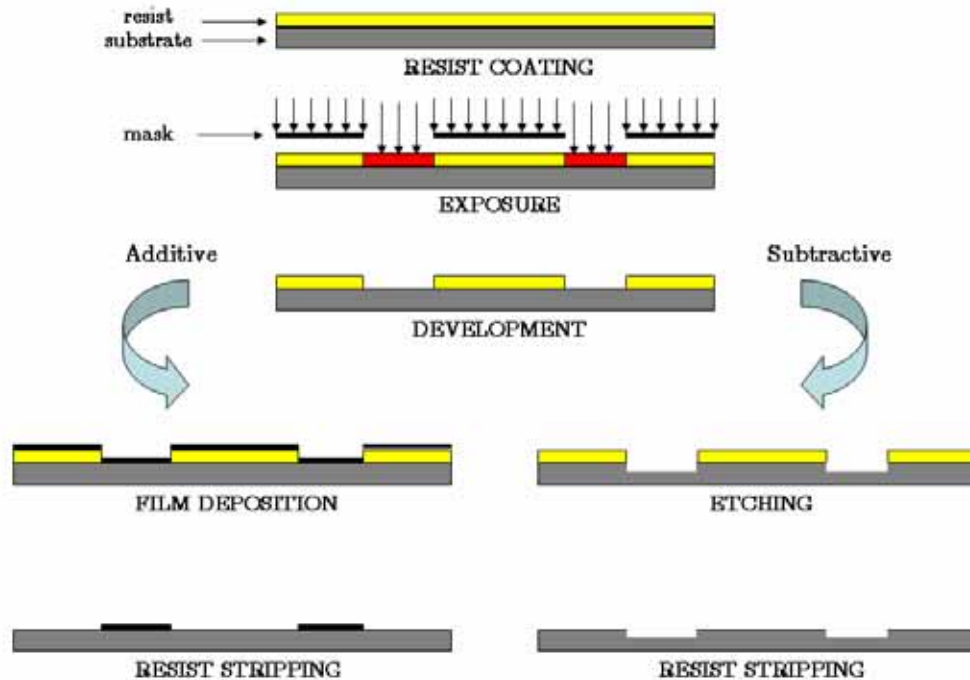 resist
substrate
RESIST COATING
mask
EXPOSURE
Additive
Subtractive
DEVELOPMENT
FILM DEPOSITION
ETCHING
RESIST STRIPPING
RESIST STRIPPING